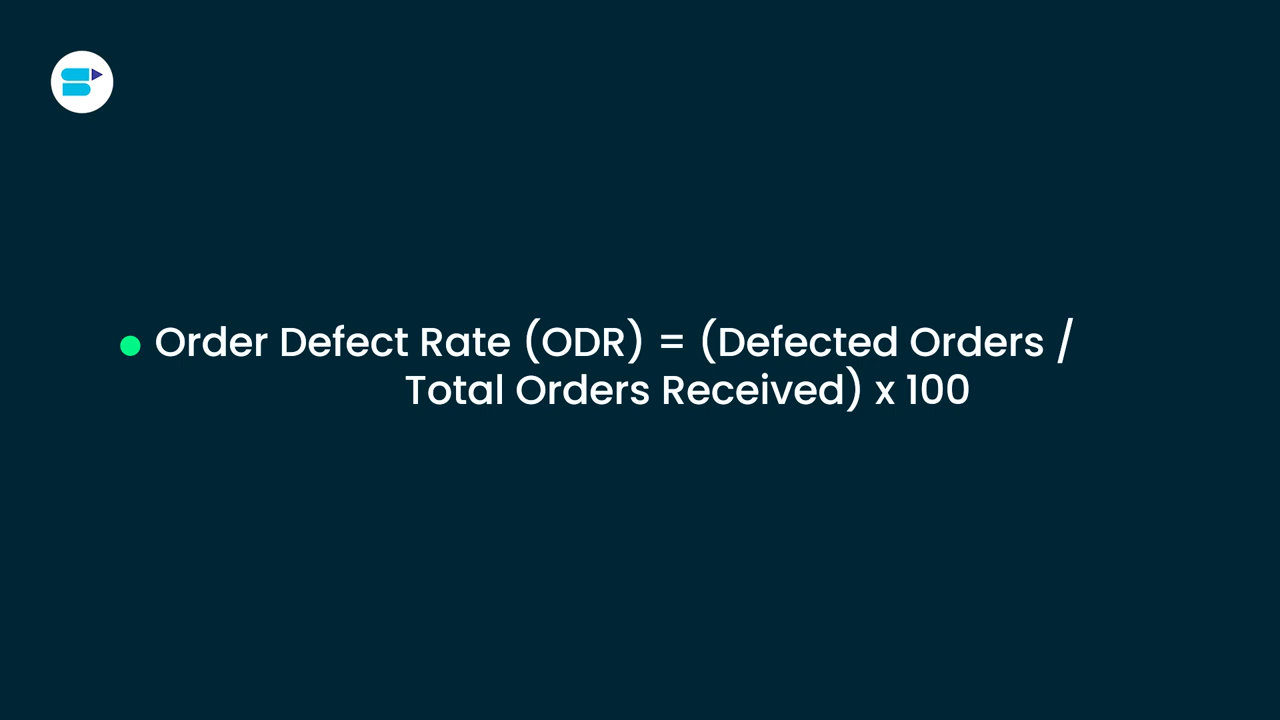 Order Defect Rate (ODR) = (Defected Orders /
Total Orders Received) x 100